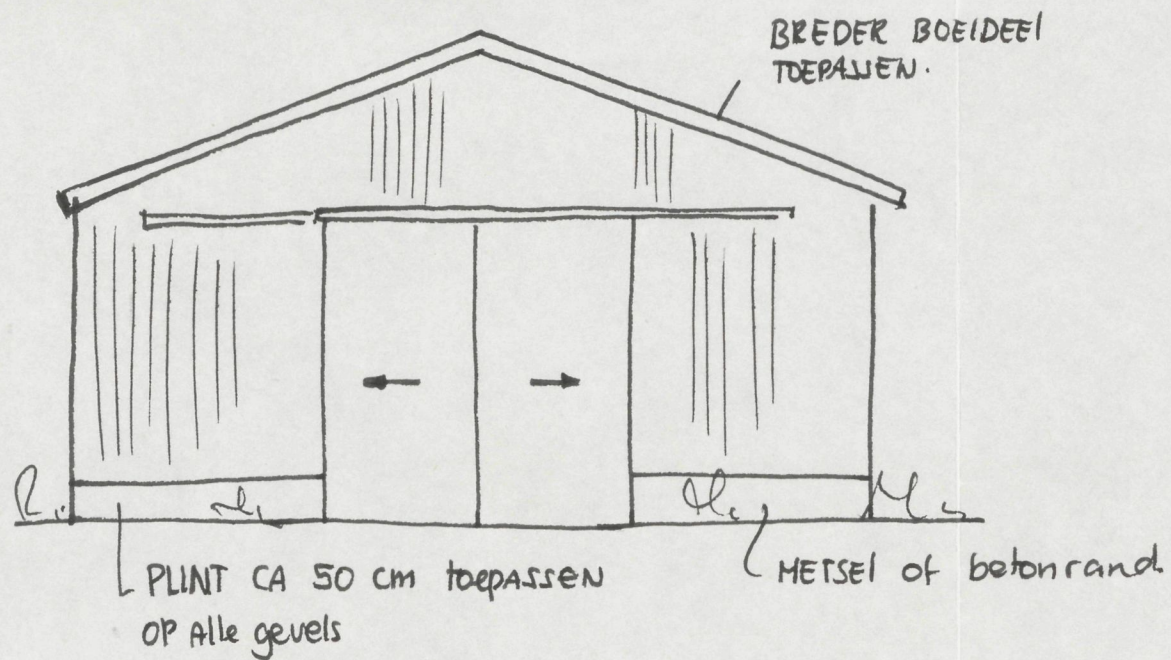 BREDER BOEIDEEl
TOEPASSEN.
PLINT CA 50 cm toepASSEN
OP Alle gevels
METSEl of betonrand.